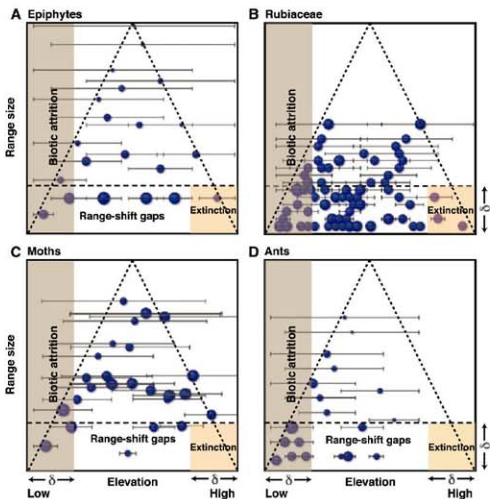 A Epiphytes
Range size
Biotic attrition
Range-shift gaps
Extinction
B Rubiaceae
Biotic attrition
Extinction
δ
C Moths
Range size
Biotic attrition
Range-shift gaps
Extinction
δ
Low
Elevation
δ
High
D Ants
Biotic attrition
Range-shift gaps
Extinction
δ
δ
Low
Elevation
δ
High